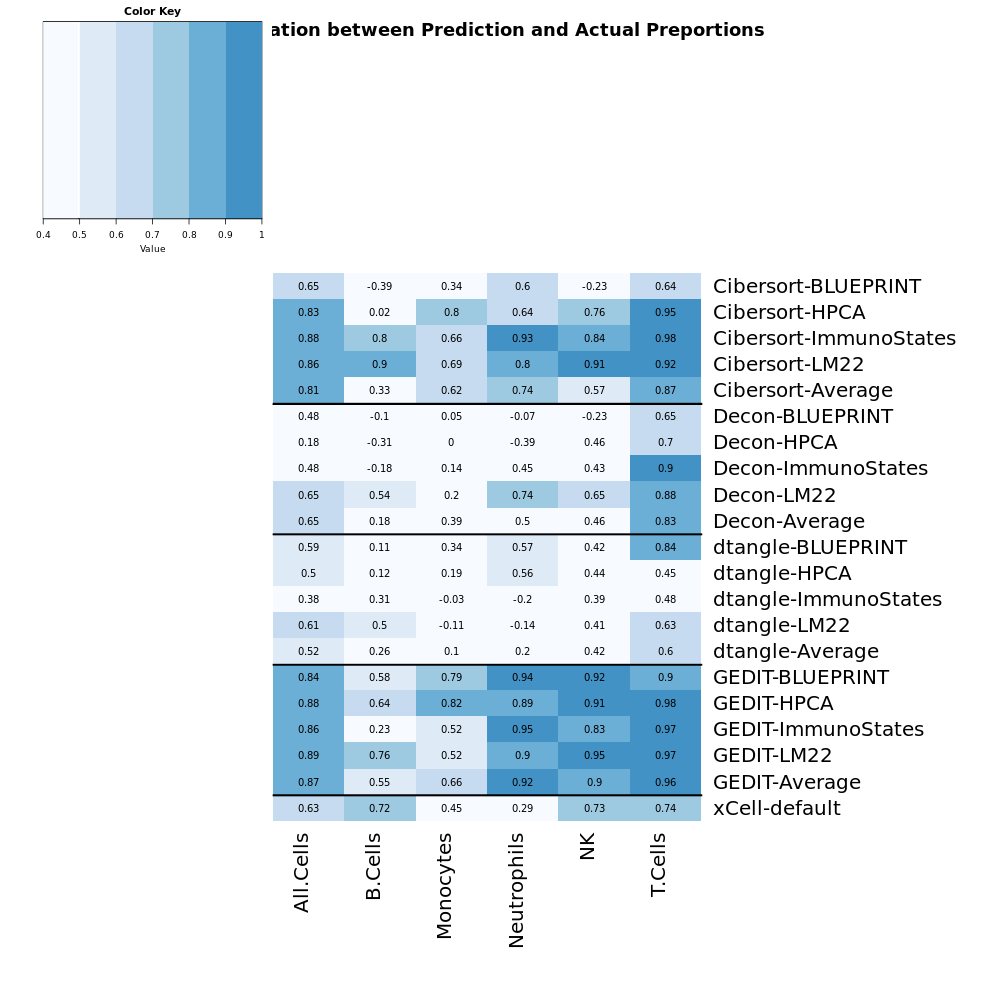 Color Key
ation between Prediction and Actual Preportions
0.4 0.5 0.6 0.7 0.8 0.9 1
Value
0.65 -0.39 0.34 0.6 -0.23 0.64 Cibersort-BLUEPRINT
0.83 0.02 0.8 0.64 0.76 0.95 Cibersort-HPCA
0.88 0.8 0.66 0.93 0.84 0.98 Cibersort-ImmunoStates
0.86 0.9 0.69 0.8 0.91 0.92 Cibersort-LM22
0.81 0.33 0.62 0.74 0.57 0.87 Cibersort-Average
0.48 -0.1 0.05 -0.07 -0.23 0.65 Decon-BLUEPRINT
0.18 -0.31 0 -0.39 0.46 0.7 Decon-HPCA
0.48 -0.18 0.14 0.45 0.43 0.9 Decon-ImmunoStates
0.65 0.54 0.2 0.74 0.65 0.88 Decon-LM22
0.65 0.18 0.39 0.5 0.46 0.83 Decon-Average
0.59 0.11 0.34 0.57 0.42 0.84 dtangle-BLUEPRINT
0.5 0.12 0.19 0.56 0.44 0.45 dtangle-HPCA
0.38 0.31 -0.03 -0.2 0.39 0.48 dtangle-ImmunoStates
0.61 0.5 -0.11 -0.14 0.41 0.63 dtangle-LM22
0.52 0.26 0.1 0.2 0.42 0.6 dtangle-Average
0.84 0.58 0.79 0.94 0.92 0.9 GEDIT-BLUEPRINT
0.88 0.64 0.82 0.89 0.91 0.98 GEDIT-HPCA
0.86 0.23 0.52 0.95 0.83 0.97 GEDIT-ImmunoStates
0.89 0.76 0.52 0.9 0.95 0.97 GEDIT-LM22
0.87 0.55 0.66 0.92 0.9 0.96 GEDIT-Average
0.63 0.72 0.45 0.29 0.73 0.74 xCell-default
All.Cells B.Cells Monocytes Neutrophils NK T.Cells